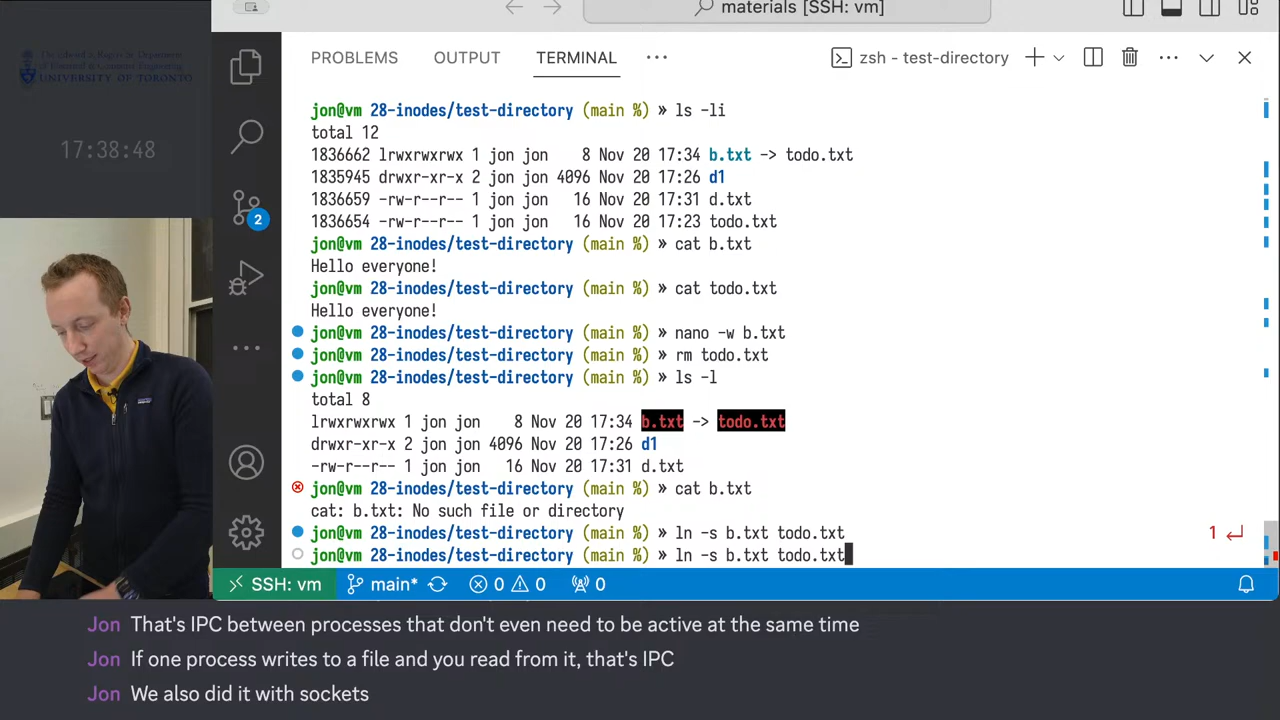 materials [SSH: vm]
UNIVERSITY OF TORONTO
17:38:48
PROBLEMS OUTPUT TERMINAL ··· zsh - test-directory
jon@vm 28-inodes/test-directory (main %) » ls -li
total 12
1836662 lrwxrwxrwx 1 jon jon 8 Nov 20 17:34 b.txt -> todo.txt
1835945 drwxr-xr-x 2 jon jon 4096 Nov 20 17:26 d1
1836659 -rw-r--r-- 1 jon jon 16 Nov 20 17:31 d.txt
1836654 -rw-r--r-- 1 jon jon 16 Nov 20 17:23 todo.txt
jon@vm 28-inodes/test-directory (main %) » cat b.txt
Hello everyone!
jon@vm 28-inodes/test-directory (main %) » cat todo.txt
Hello everyone!
jon@vm 28-inodes/test-directory (main %) » nano -w b.txt
jon@vm 28-inodes/test-directory (main %) » rm todo.txt
jon@vm 28-inodes/test-directory (main %) » ls -l
total 8
lrwxrwxrwx 1 jon jon 8 Nov 20 17:34 b.txt -> todo.txt
drwxr-xr-x 2 jon jon 4096 Nov 20 17:26 d1
-rw-r--r-- 1 jon jon 16 Nov 20 17:31 d.txt
jon@vm 28-inodes/test-directory (main %) » cat b.txt
cat: b.txt: No such file or directory
jon@vm 28-inodes/test-directory (main %) » ln -s b.txt todo.txt 1 ↵
jon@vm 28-inodes/test-directory (main %) » ln -s b.txt todo.txt
2
SSH: vm main* 0 0 0
Jon That's IPC between processes that don't even need to be active at the same time
Jon If one process writes to a file and you read from it, that's IPC
Jon We also did it with sockets